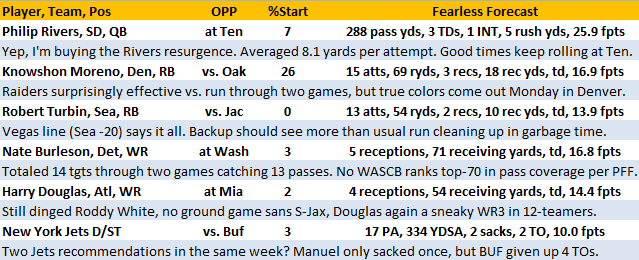 Player, Team, Pos OPP %Start Fearless Forecast
Philip Rivers, SD, QB at Ten 7 288 pass yds, 3 TDs, 1 INT, 5 rush yds, 25.9 fpts
Yep, I'm buying the Rivers resurgence. Averaged 8.1 yards per attempt. Good times keep rolling at Ten.
Knowshon Moreno, Den, RB vs. Oak 26 15 atts, 69 ryds, 3 recs, 18 rec yds, td, 16.9 fpts
Raiders surprisingly effective vs. run through two games, but true colors come out Monday in Denver.
Robert Turbin, Sea, RB vs. Jac 0 13 atts, 54 ryds, 2 recs, 10 rec yds, td, 13.9 fpts
Vegas line (Sea -20) says it all. Backup should see more than usual run cleaning up in garbage time.
Nate Burleson, Det, WR at Wash 3 5 receptions, 71 receiving yards, td, 16.8 fpts
Totaled 14 tgts through two games catching 13 passes. No WASCB ranks top-70 in pass coverage per PFF.
Harry Douglas, Atl, WR at Mia 2 4 receptions, 54 receiving yards, td, 14.4 fpts
Still dinged Roddy White, no ground game sans S-Jax, Douglas again a sneaky WR3 in 12-teamers.
New York Jets D/ST vs. Buf 3 17 PA, 334 YDSA, 2 sacks, 2 TO, 10.0 fpts
Two Jets recommendations in the same week? Manuel only sacked once, but BUF given up 4 TOs.